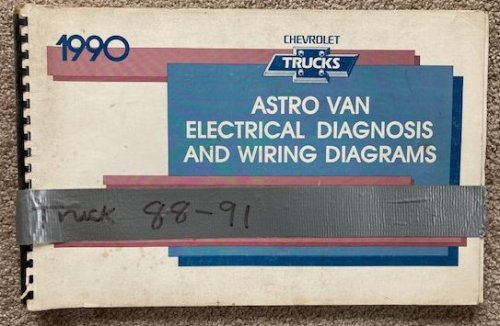 1990
CHEVROLET
TRUCKS
ASTRO VAN
ELECTRICAL DIAGNOSIS
AND WIRING DIAGRAMS
Truck 88-91